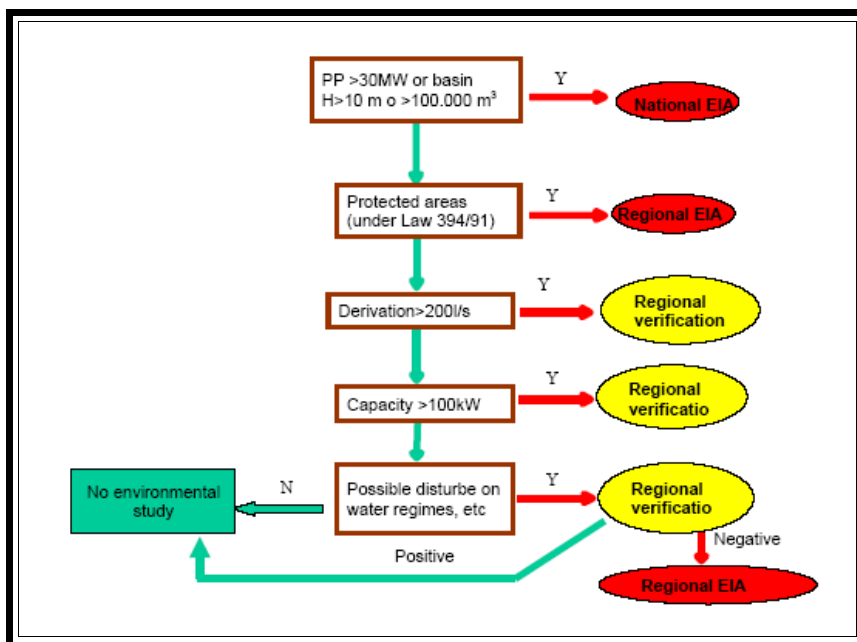 PP >30MW or basin
H>10 m o >100.000 m³
Y
National EIA
Protected areas
(under Law 394/91)
Y
Regional EIA
Derivation>200l/s
Y
Regional
verification
Capacity >100kW
Y
Regional
verificatio
No environmental
study
N
Possible disturbe on
water regimes, etc
Y
Regional
verificatio
Positive
Negative
Regional EIA